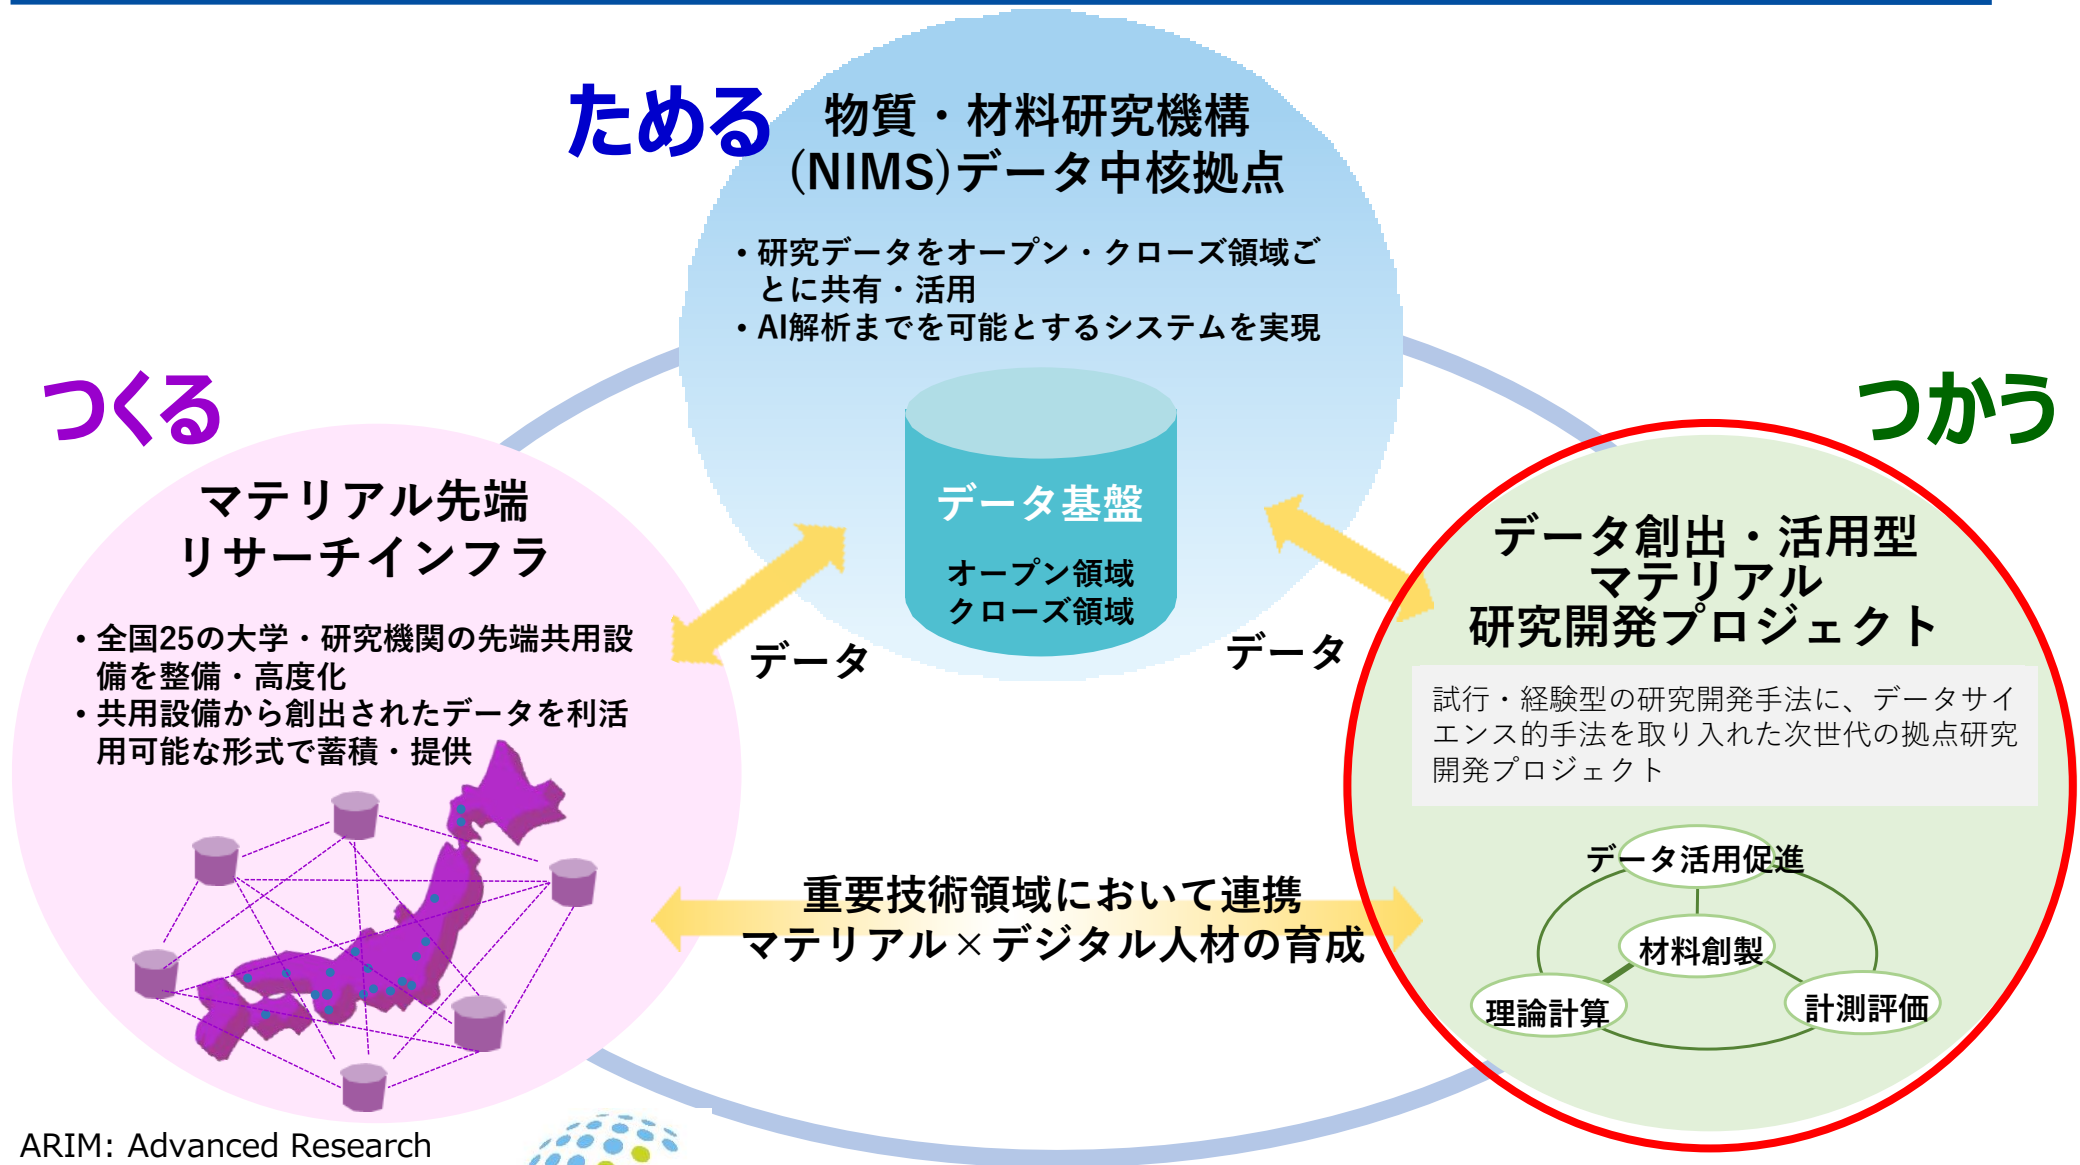 ためる
物質・材料研究機構
(NIMS)データ中核拠点
・研究データをオープン・クローズ領域ご
とに共有・活用
・AI解析までを可能とするシステムを実現
データ基盤
オープン領域
クローズ領域
つくる
マテリアル先端
リサーチインフラ
・全国25の大学・研究機関の先端共用設
備を整備・高度化
・共用設備から創出されたデータを利活
用可能な形式で蓄積・提供
データ
データ
つかう
データ創出・活用型
マテリアル
研究開発プロジェクト
試行・経験型の研究開発手法に、データサイ
エンス的手法を取り入れた次世代の拠点研究
開発プロジェクト
データ活用促進
材料創製
理論計算
計測評価
重要技術領域において連携
マテリアル×デジタル人材の育成
ARIM: Advanced Research